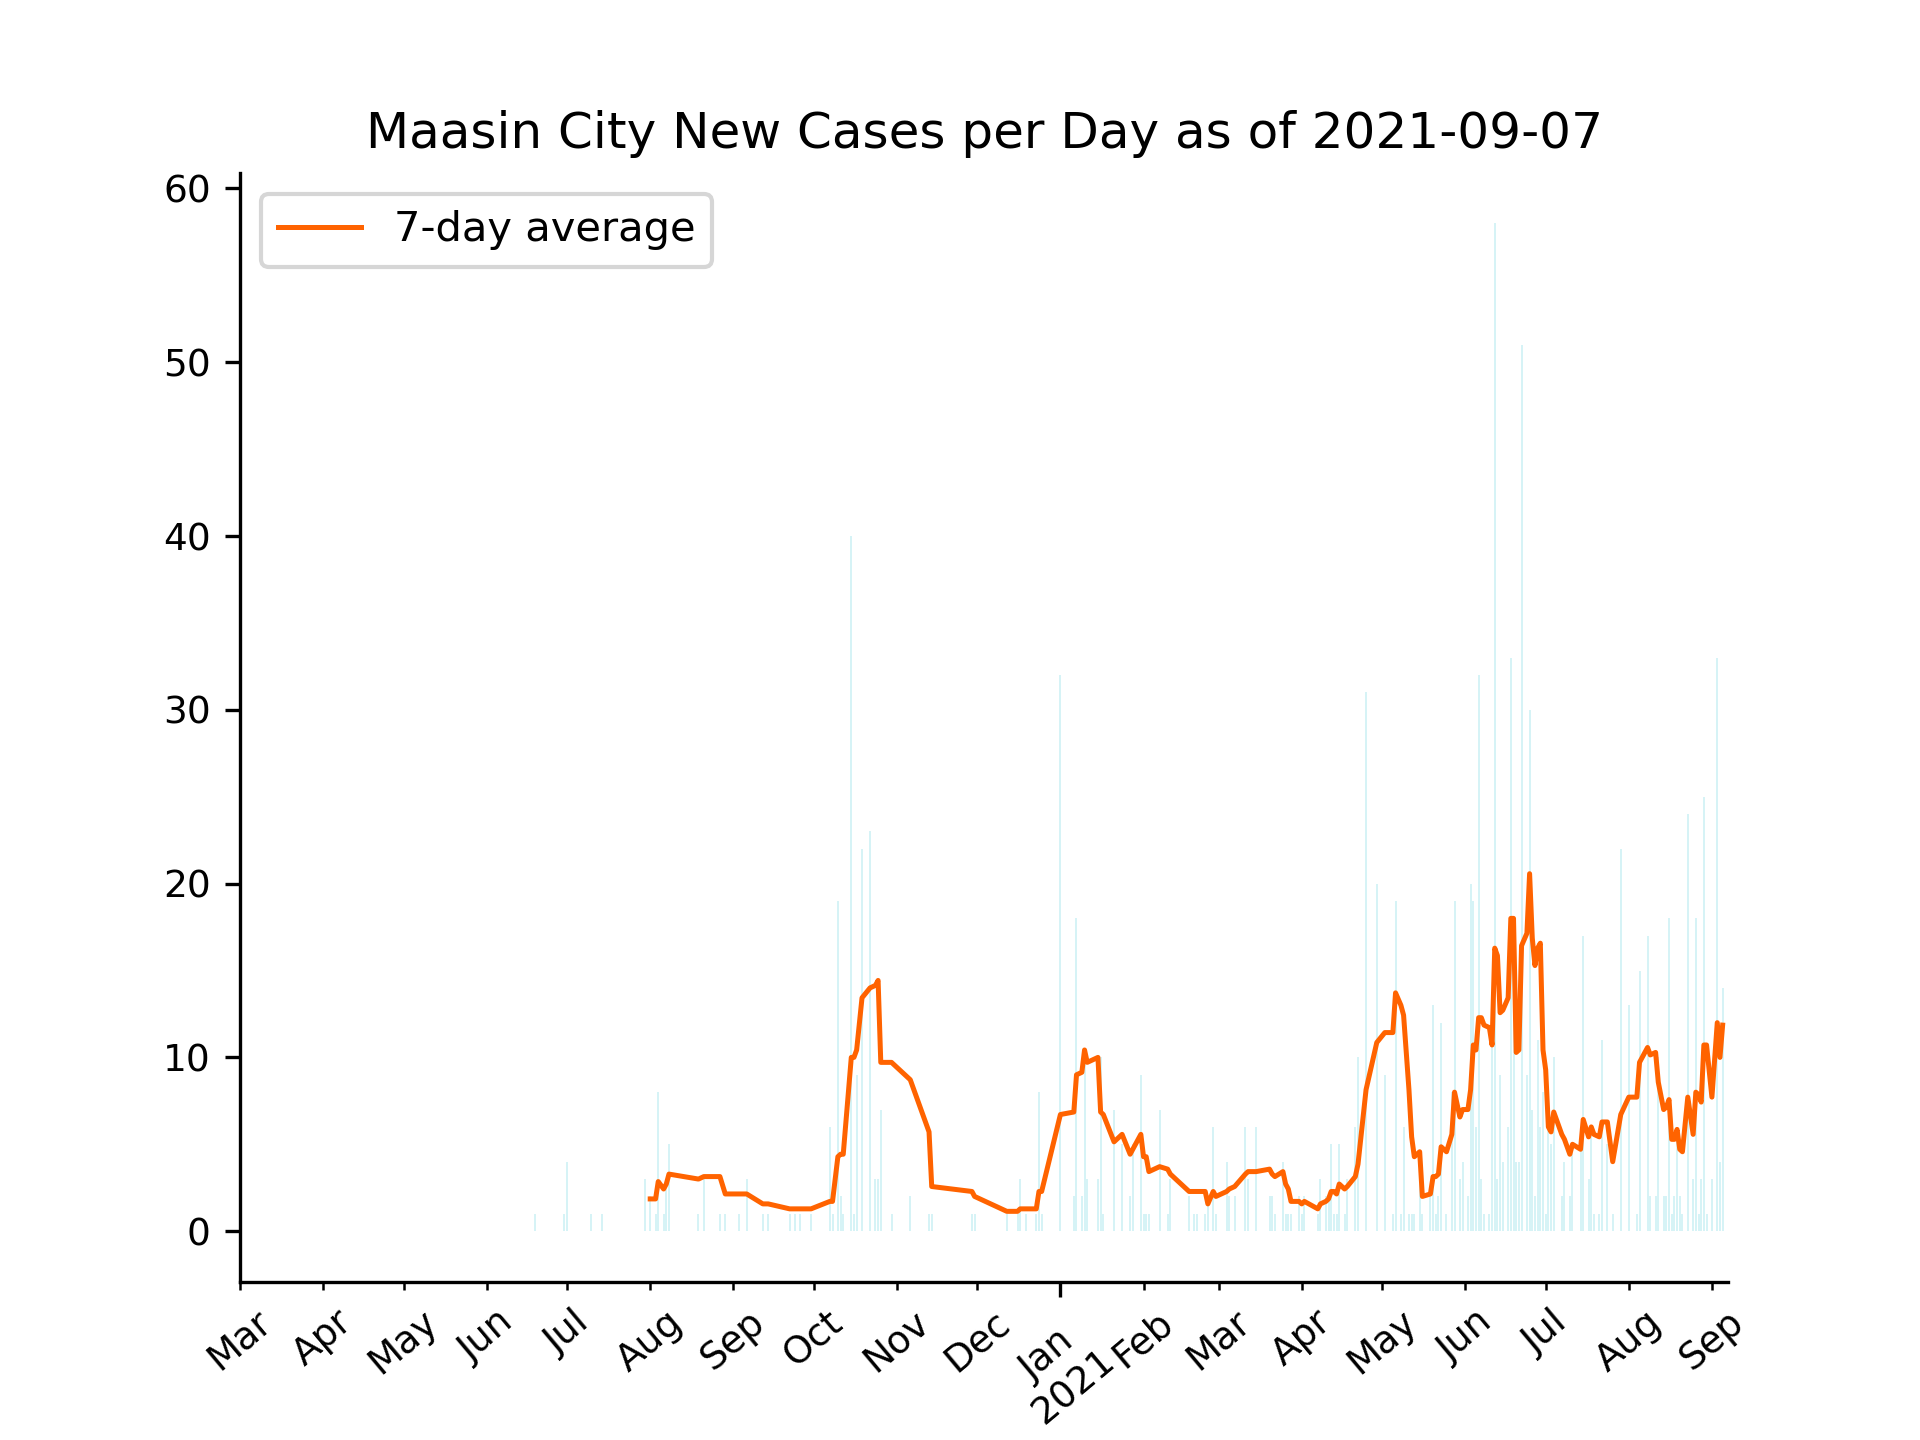 Maasin City New Cases per Day as of 2021-09-07
7-day average
60
50
40
30
20
10
0
Mar Apr May Jun Jul Aug Sep Oct Nov Dec Jan Feb Mar Apr May Jun Jul Aug Sep
2021